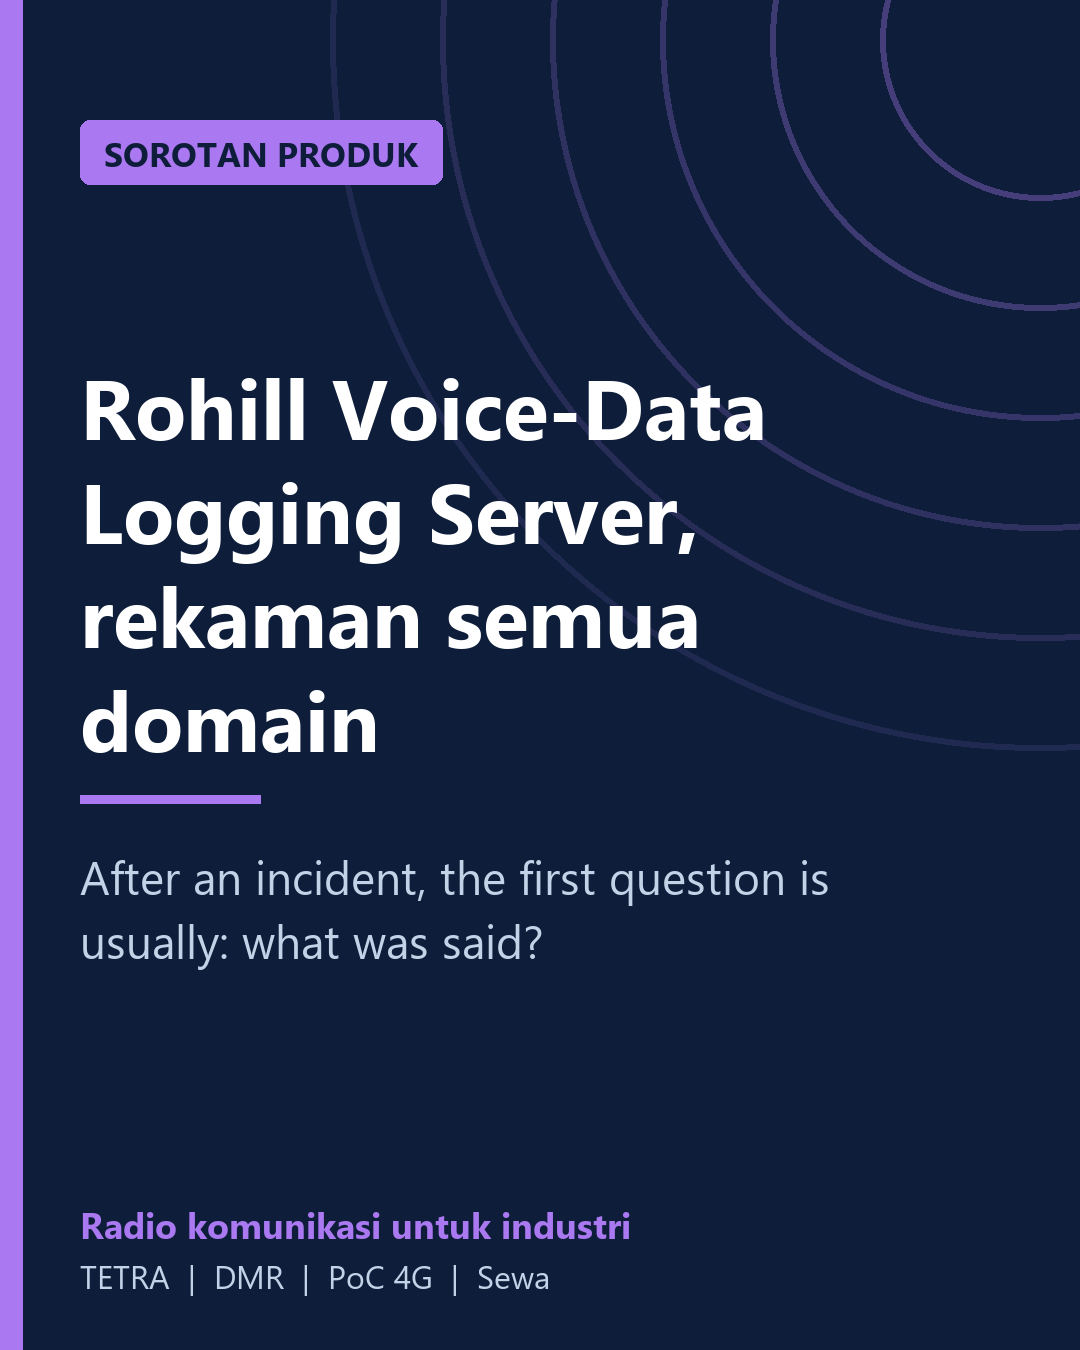 SOROTAN PRODUK
Rohill Voice-Data
Logging Server,
rekaman semua
domain
After an incident, the first question is
usually: what was said?
Radio komunikasi untuk industri
TETRA | DMR | PoC 4G | Sewa